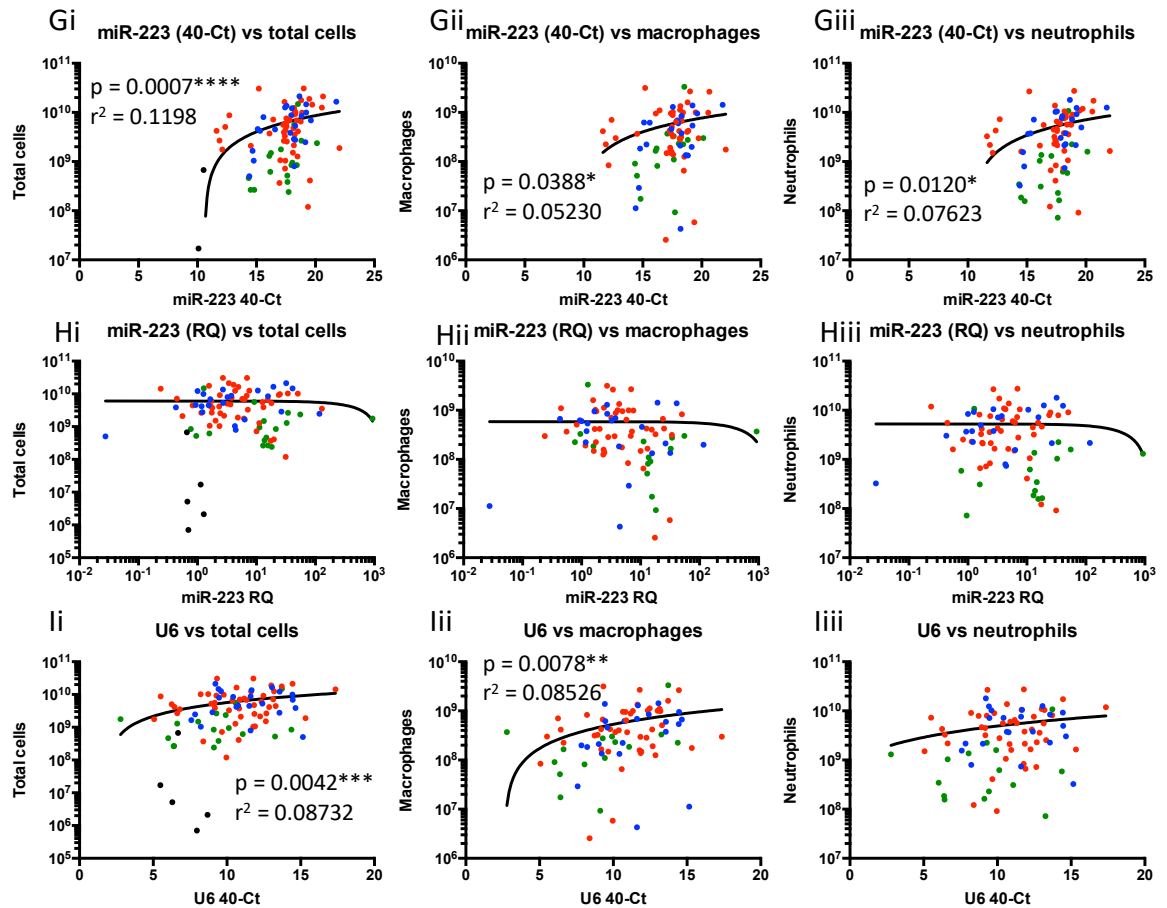 Gi
miR-223 (40-Ct) vs total cells
p = 0.0007****
r² = 0.1198
Total cells
10¹¹
10¹⁰
10⁹
10⁸
10⁷
0 5 10 15 20 25
miR-223 40-Ct
Gii
miR-223 (40-Ct) vs macrophages
p = 0.0388*
r² = 0.05230
Macrophages
10¹⁰
10⁹
10⁸
10⁷
10⁶
0 5 10 15 20 25
miR-223 40-Ct
Giii
miR-223 (40-Ct) vs neutrophils
p = 0.0120*
r² = 0.07623
Neutrophils
10¹¹
10¹⁰
10⁹
10⁸
10⁷
0 5 10 15 20 25
miR-223 40-Ct
Hi
miR-223 (RQ) vs total cells
Total cells
10¹¹
10¹⁰
10⁹
10⁸
10⁷
10⁶
10⁵
10⁻² 10⁻¹ 10⁰ 10¹ 10² 10³
miR-223 RQ
Hii
miR-223 (RQ) vs macrophages
Macrophages
10¹⁰
10⁹
10⁸
10⁷
10⁶
10⁻² 10⁻¹ 10⁰ 10¹ 10² 10³
miR-223 RQ
Hiii
miR-223 (RQ) vs neutrophils
Neutrophils
10¹¹
10¹⁰
10⁹
10⁸
10⁷
10⁻² 10⁻¹ 10⁰ 10¹ 10² 10³
miR-223 RQ
Ii
U6 vs total cells
p = 0.0042***
r² = 0.08732
Total cells
10¹¹
10¹⁰
10⁹
10⁸
10⁷
10⁶
10⁵
0 5 10 15 20
U6 40-Ct
Iii
U6 vs macrophages
p = 0.0078**
r² = 0.08526
Macrophages
10¹⁰
10⁹
10⁸
10⁷
10⁶
0 5 10 15 20
U6 40-Ct
Iiii
U6 vs neutrophils
Neutrophils
10¹¹
10¹⁰
10⁹
10⁸
10⁷
0 5 10 15 20
U6 40-Ct